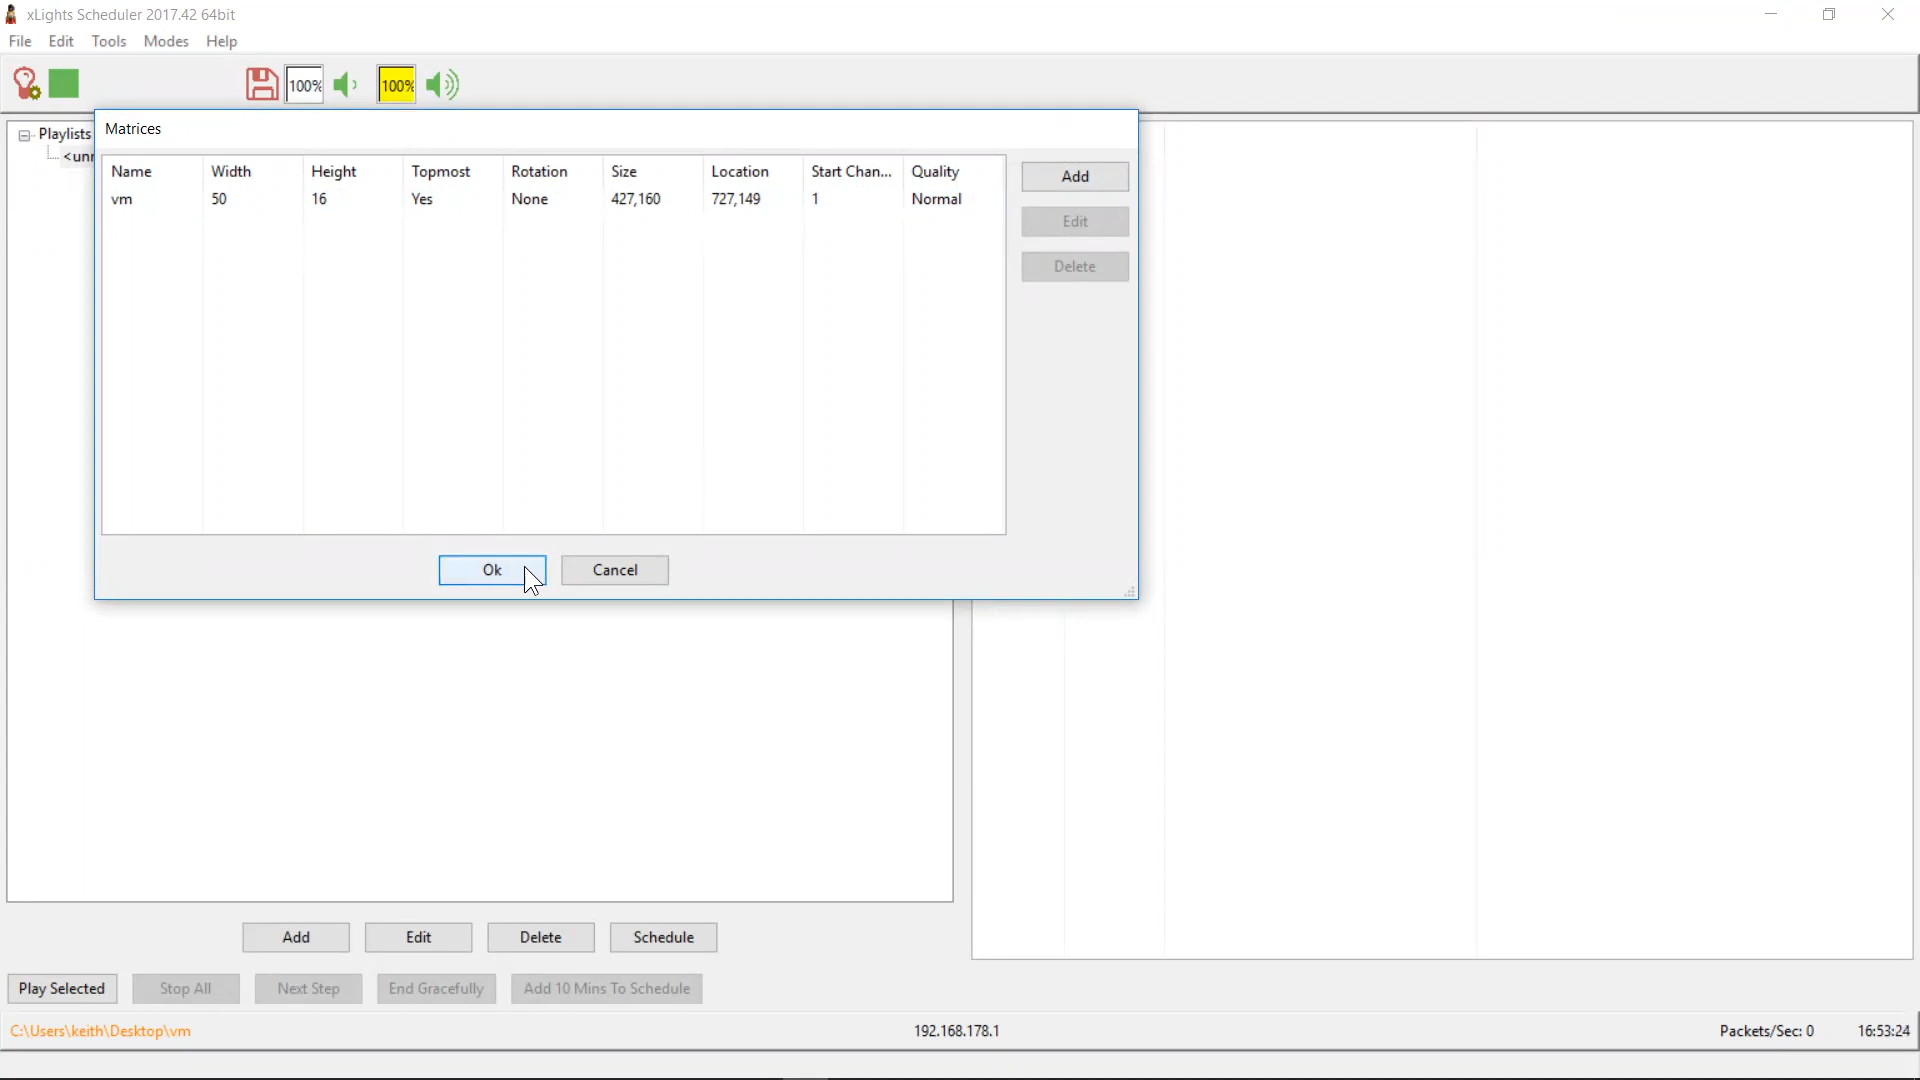 xLights Scheduler 2017.42 64bit
File Edit Tools Modes Help
100% 100%
Playlists
<unn
Matrices
Name Width Height Topmost Rotation Size Location Start Chan... Quality
vm 50 16 Yes None 427,160 727,149 1 Normal
Add
Edit
Delete
Ok Cancel
Add Edit Delete Schedule
Play Selected Stop All Next Step End Gracefully Add 10 Mins To Schedule
C:\Users\keith\Desktop\vm 192.168.178.1 Packets/Sec: 0 16:53:24